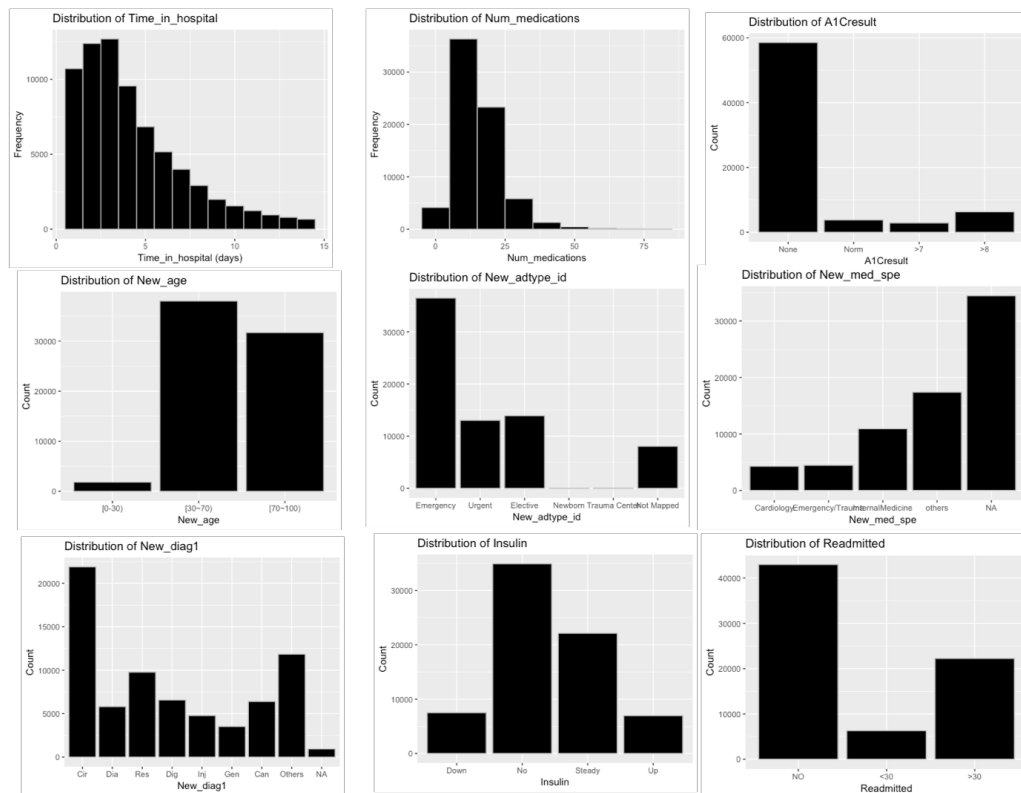 Distribution of Time_in_hospital
Frequency
10000
5000
0
0 5 10 15
Time_in_hospital (days)
Distribution of Num_medications
Frequency
30000
20000
10000
0
0 25 50 75
Num_medications
Distribution of A1Cresult
Count
60000
40000
20000
0
None Norm >7 >8
A1Cresult
Distribution of New_age
Count
30000
20000
10000
0
[0-30) [30~70) [70~100)
New_age
Distribution of New_adtype_id
Count
30000
20000
10000
0
Emergency Urgent Elective Newborn Trauma Center Not Mapped
New_adtype_id
Distribution of New_med_spe
Count
30000
20000
10000
0
Cardiology Emergency/Trauma InternalMedicine others NA
New_med_spe
Distribution of New_diag1
Count
20000
15000
10000
5000
0
Cir Dia Res Dig Inj Gen Can Others NA
New_diag1
Distribution of Insulin
Count
30000
20000
10000
0
Down No Steady Up
Insulin
Distribution of Readmitted
Count
40000
30000
20000
10000
0
NO <30 >30
Readmitted